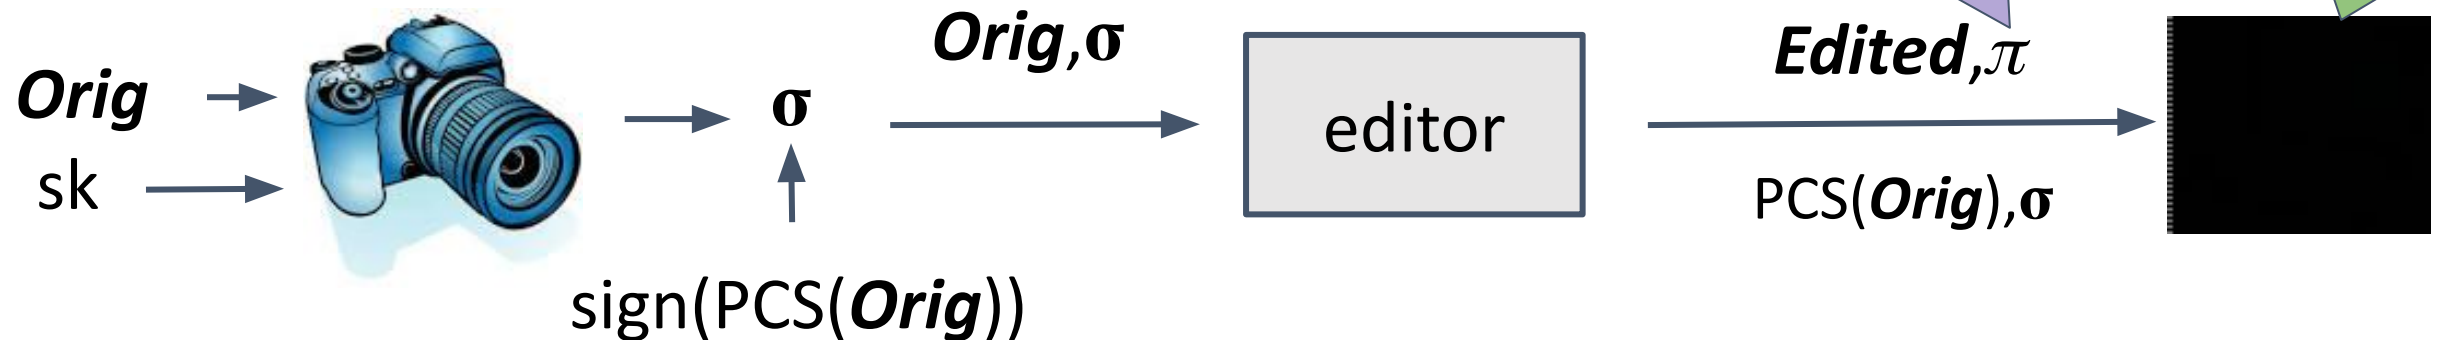 Orig
sk
σ
sign(PCS(Orig))
Orig,σ
editor
Edited,π
PCS(Orig),σ